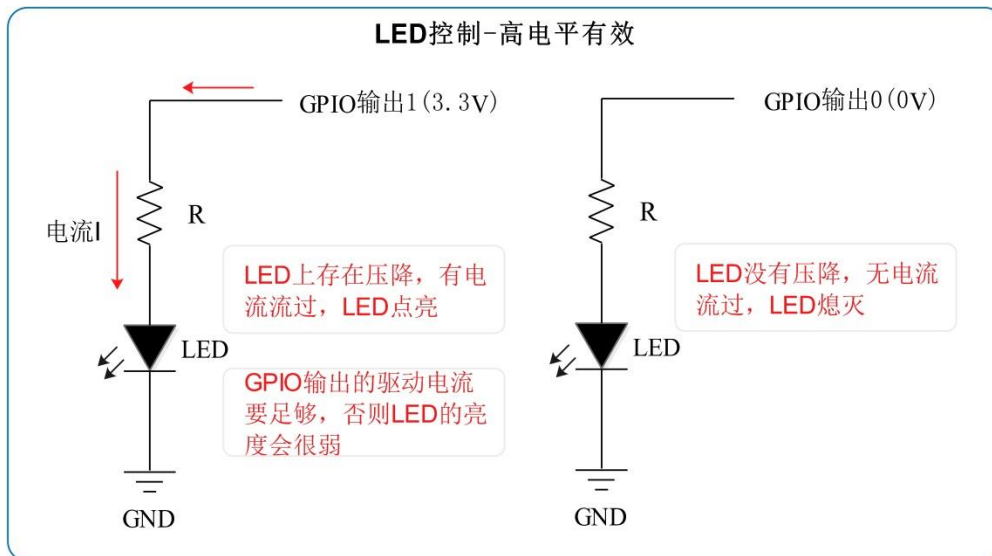 LED控制-高电平有效
GPIO输出1(3.3V)
R
电流I
LED上存在压降，有电
流流过，LED点亮
LED
GPIO输出的驱动电流
要足够，否则LED的亮
度会很弱
GND
GPIO输出0(0V)
R
LED没有压降，无电流
流过，LED熄灭
LED
GND